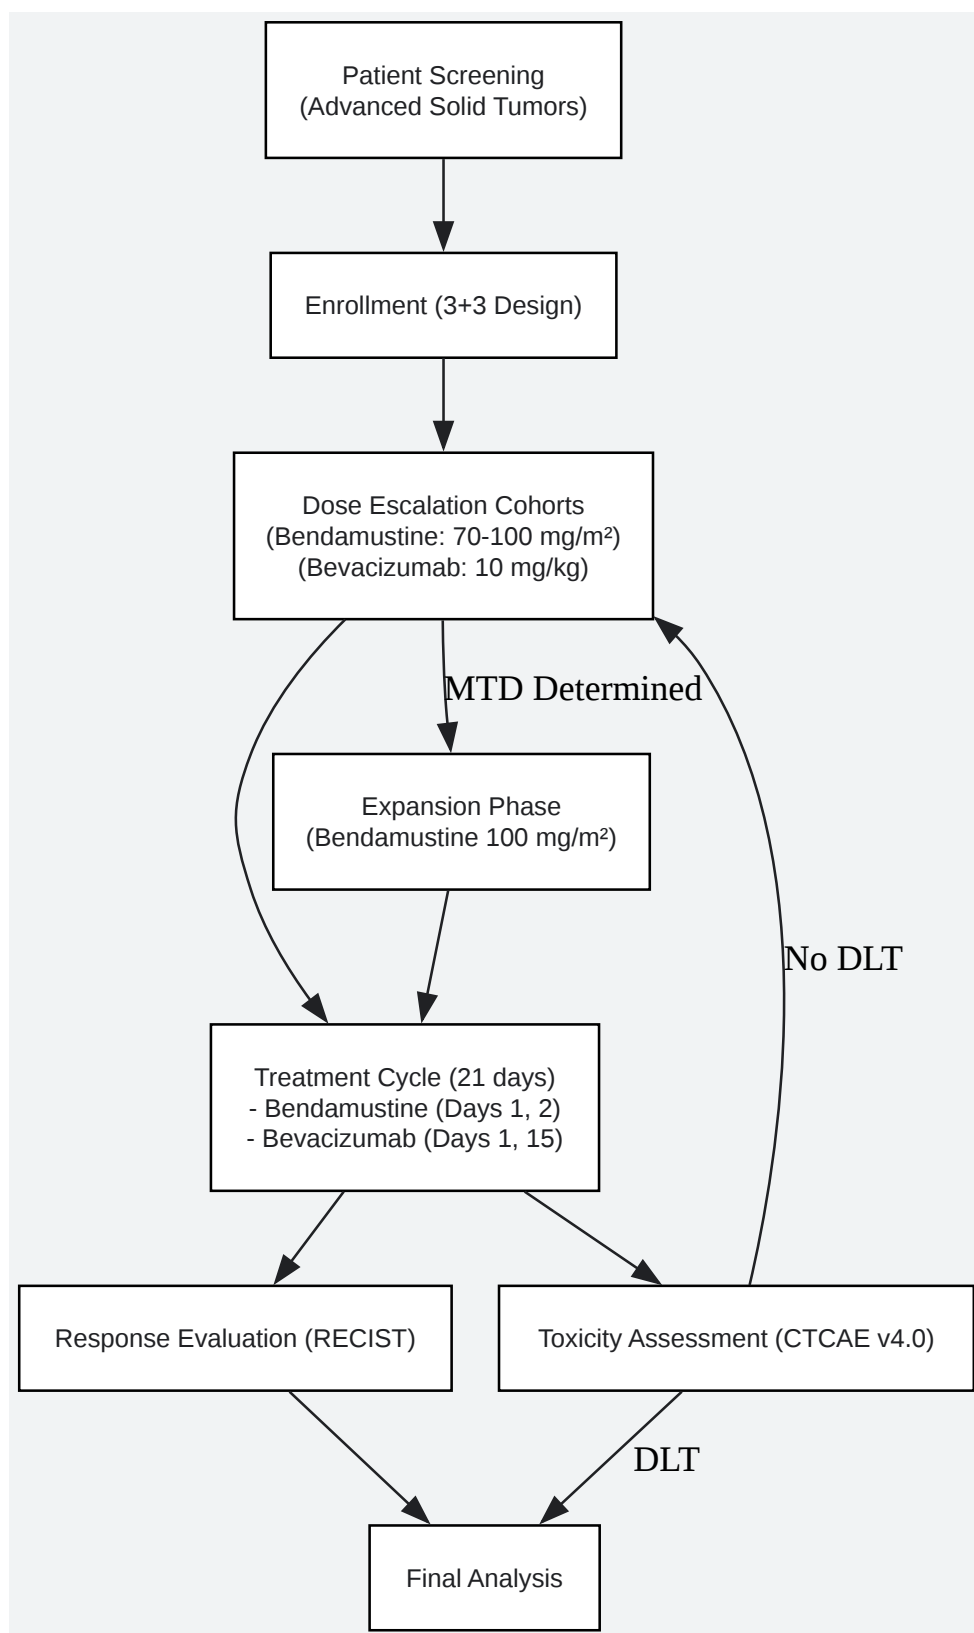 Patient Screening
(Advanced Solid Tumors)
Enrollment (3+3 Design)
Dose Escalation Cohorts
(Bendamustine: 70-100 mg/m²)
(Bevacizumab: 10 mg/kg)
MTD Determined
Expansion Phase
(Bendamustine 100 mg/m²)
No DLT
Treatment Cycle (21 days)
- Bendamustine (Days 1, 2)
- Bevacizumab (Days 1, 15)
Response Evaluation (RECIST)
Toxicity Assessment (CTCAE v4.0)
DLT
Final Analysis